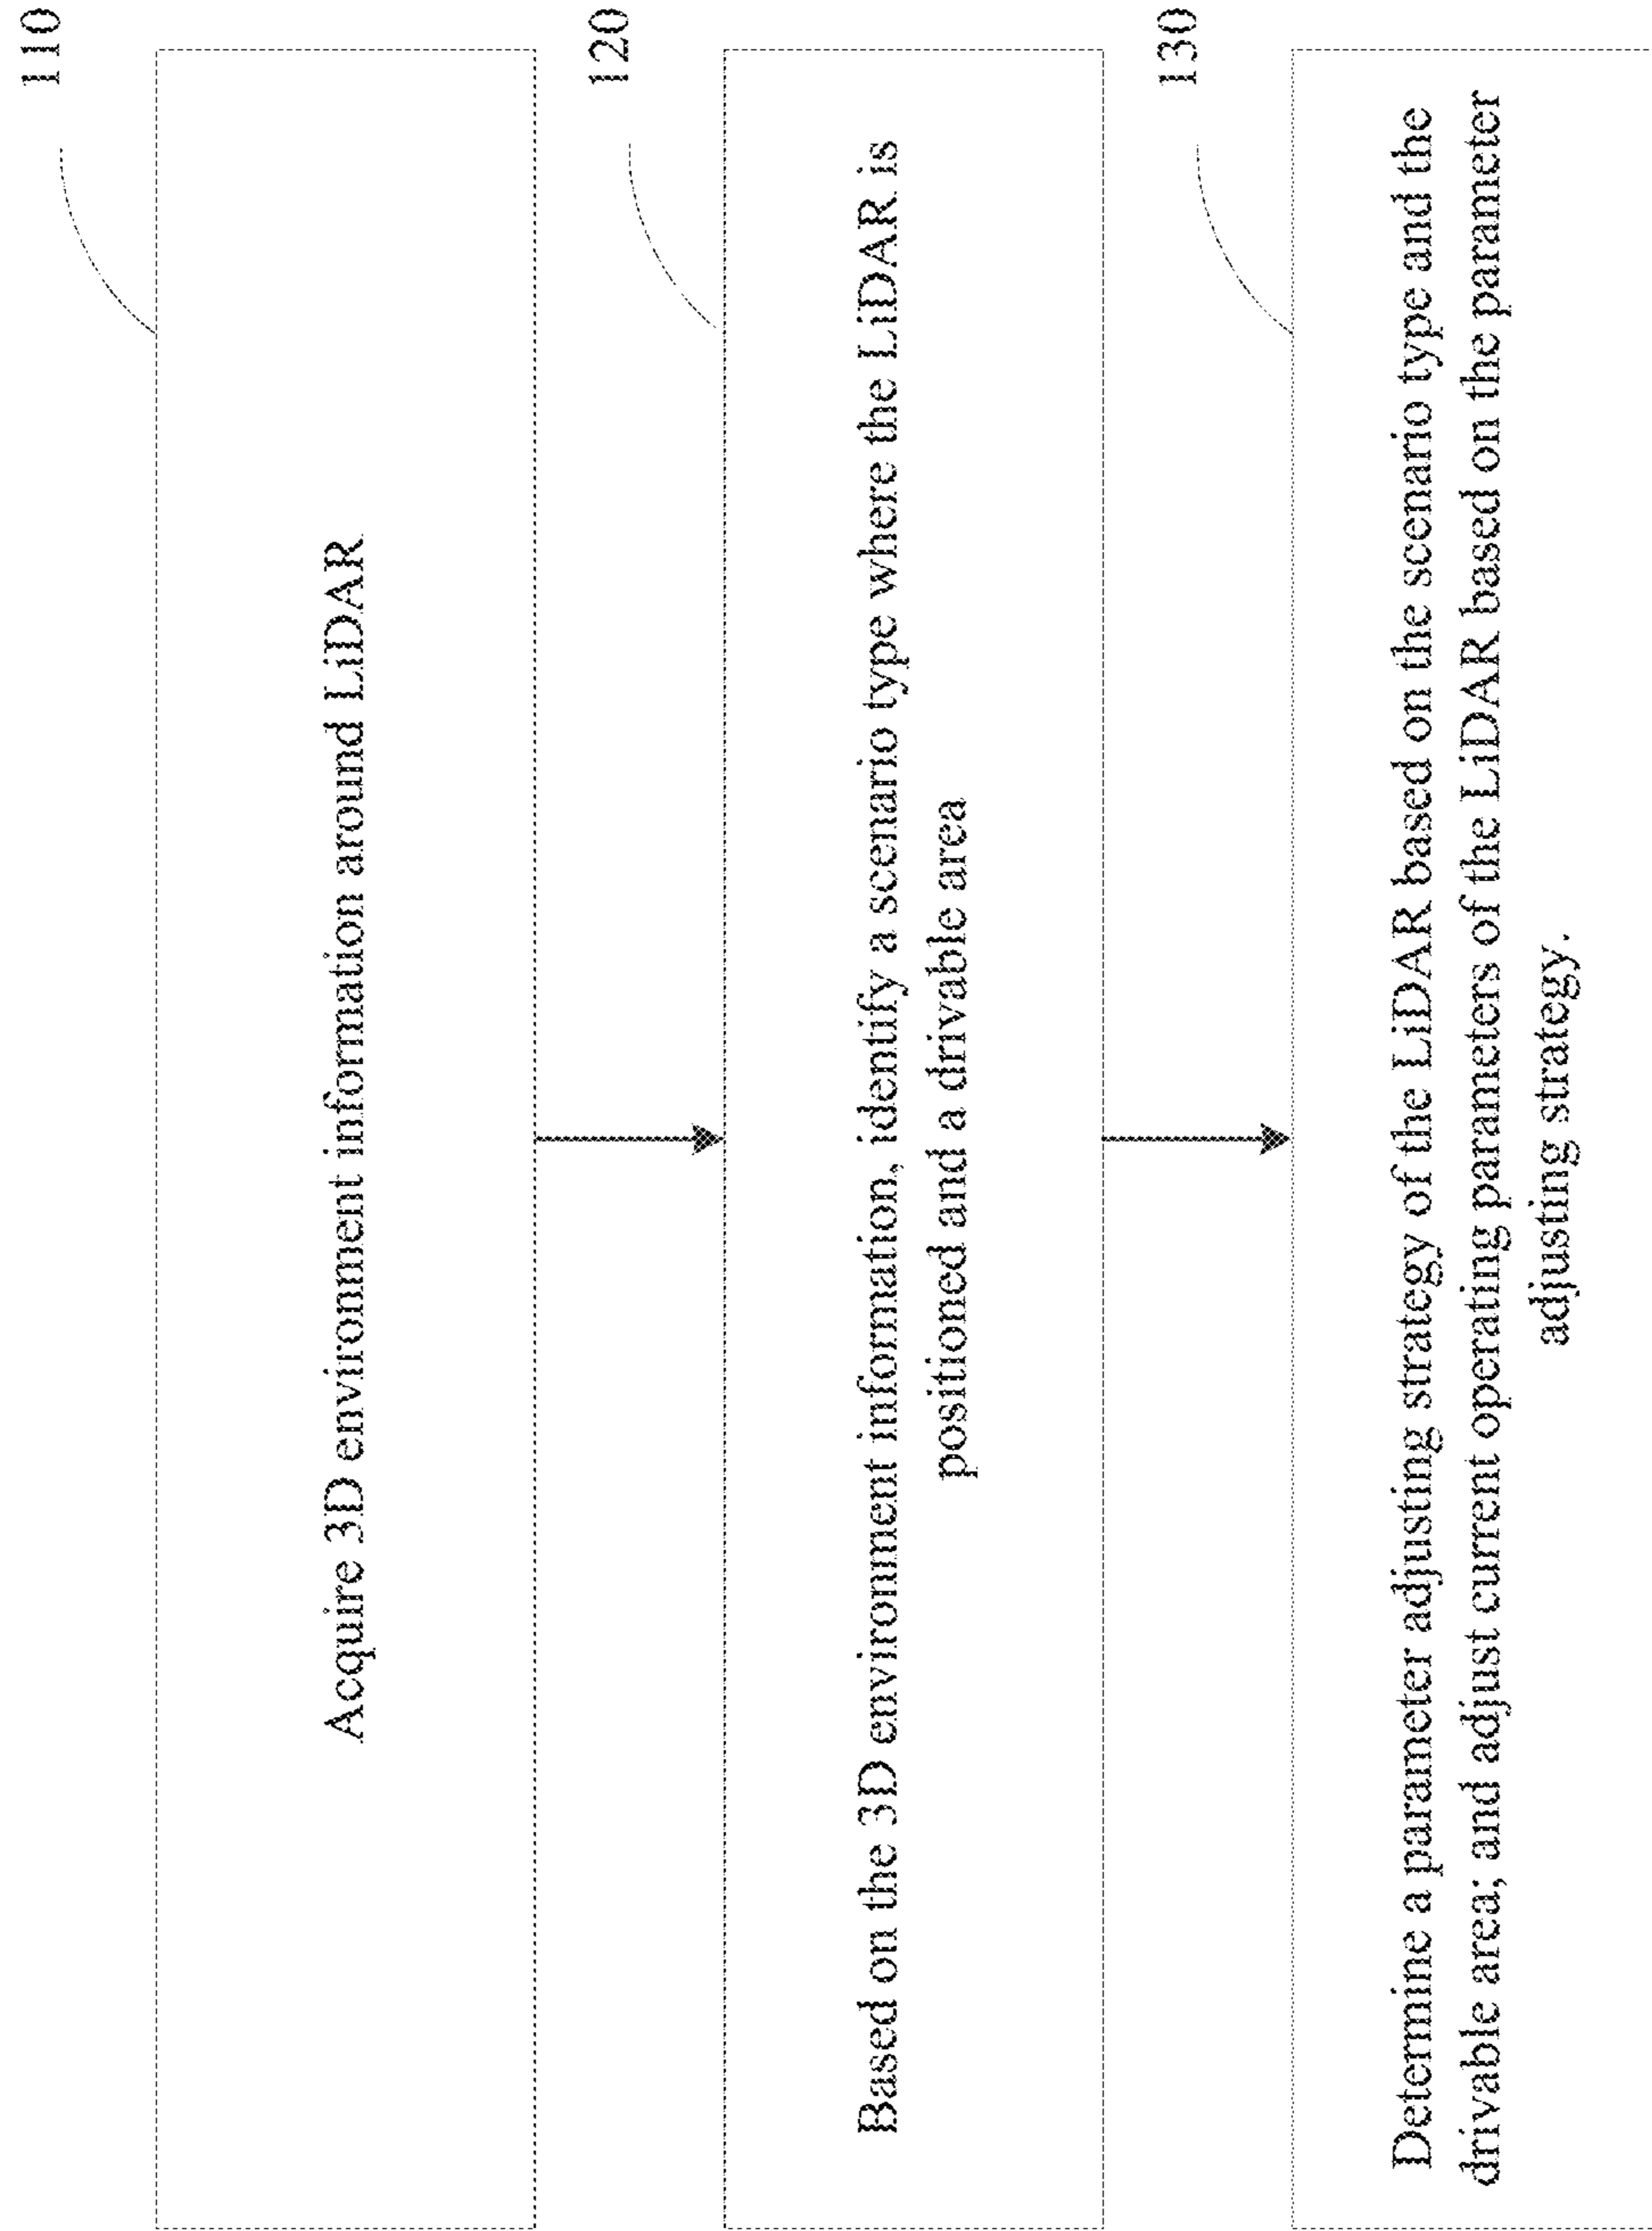 110
Acquire 3D environment information around LiDAR
120
Based on the 3D environment information, identify a scenario type where the LiDAR is
positioned and a drivable area
130
Determine a parameter adjusting strategy of the LiDAR based on the scenario type and the
drivable area; and adjust current operating parameters of the LiDAR based on the parameter
adjusting strategy.